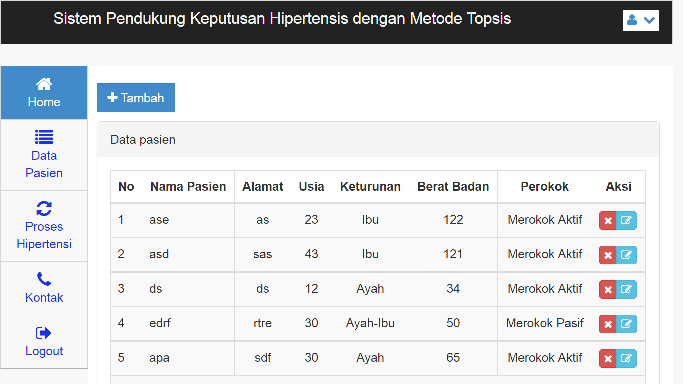 Sistem Pendukung Keputusan Hipertensis dengan Metode Topsis
Home
Data
Pasien
Proses
Hipertensi
Kontak
Logout
Tambah
Data pasien
No Nama Pasien Alamat Usia Keturunan Berat Badan Perokok Aksi
1 ase as 23 Ibu 122 Merokok Aktif
2 asd sas 43 Ibu 121 Merokok Aktif
3 ds ds 12 Ayah 34 Merokok Aktif
4 edrf rtre 30 Ayah-Ibu 50 Merokok Pasif
5 apa sdf 30 Ayah 65 Merokok Aktif